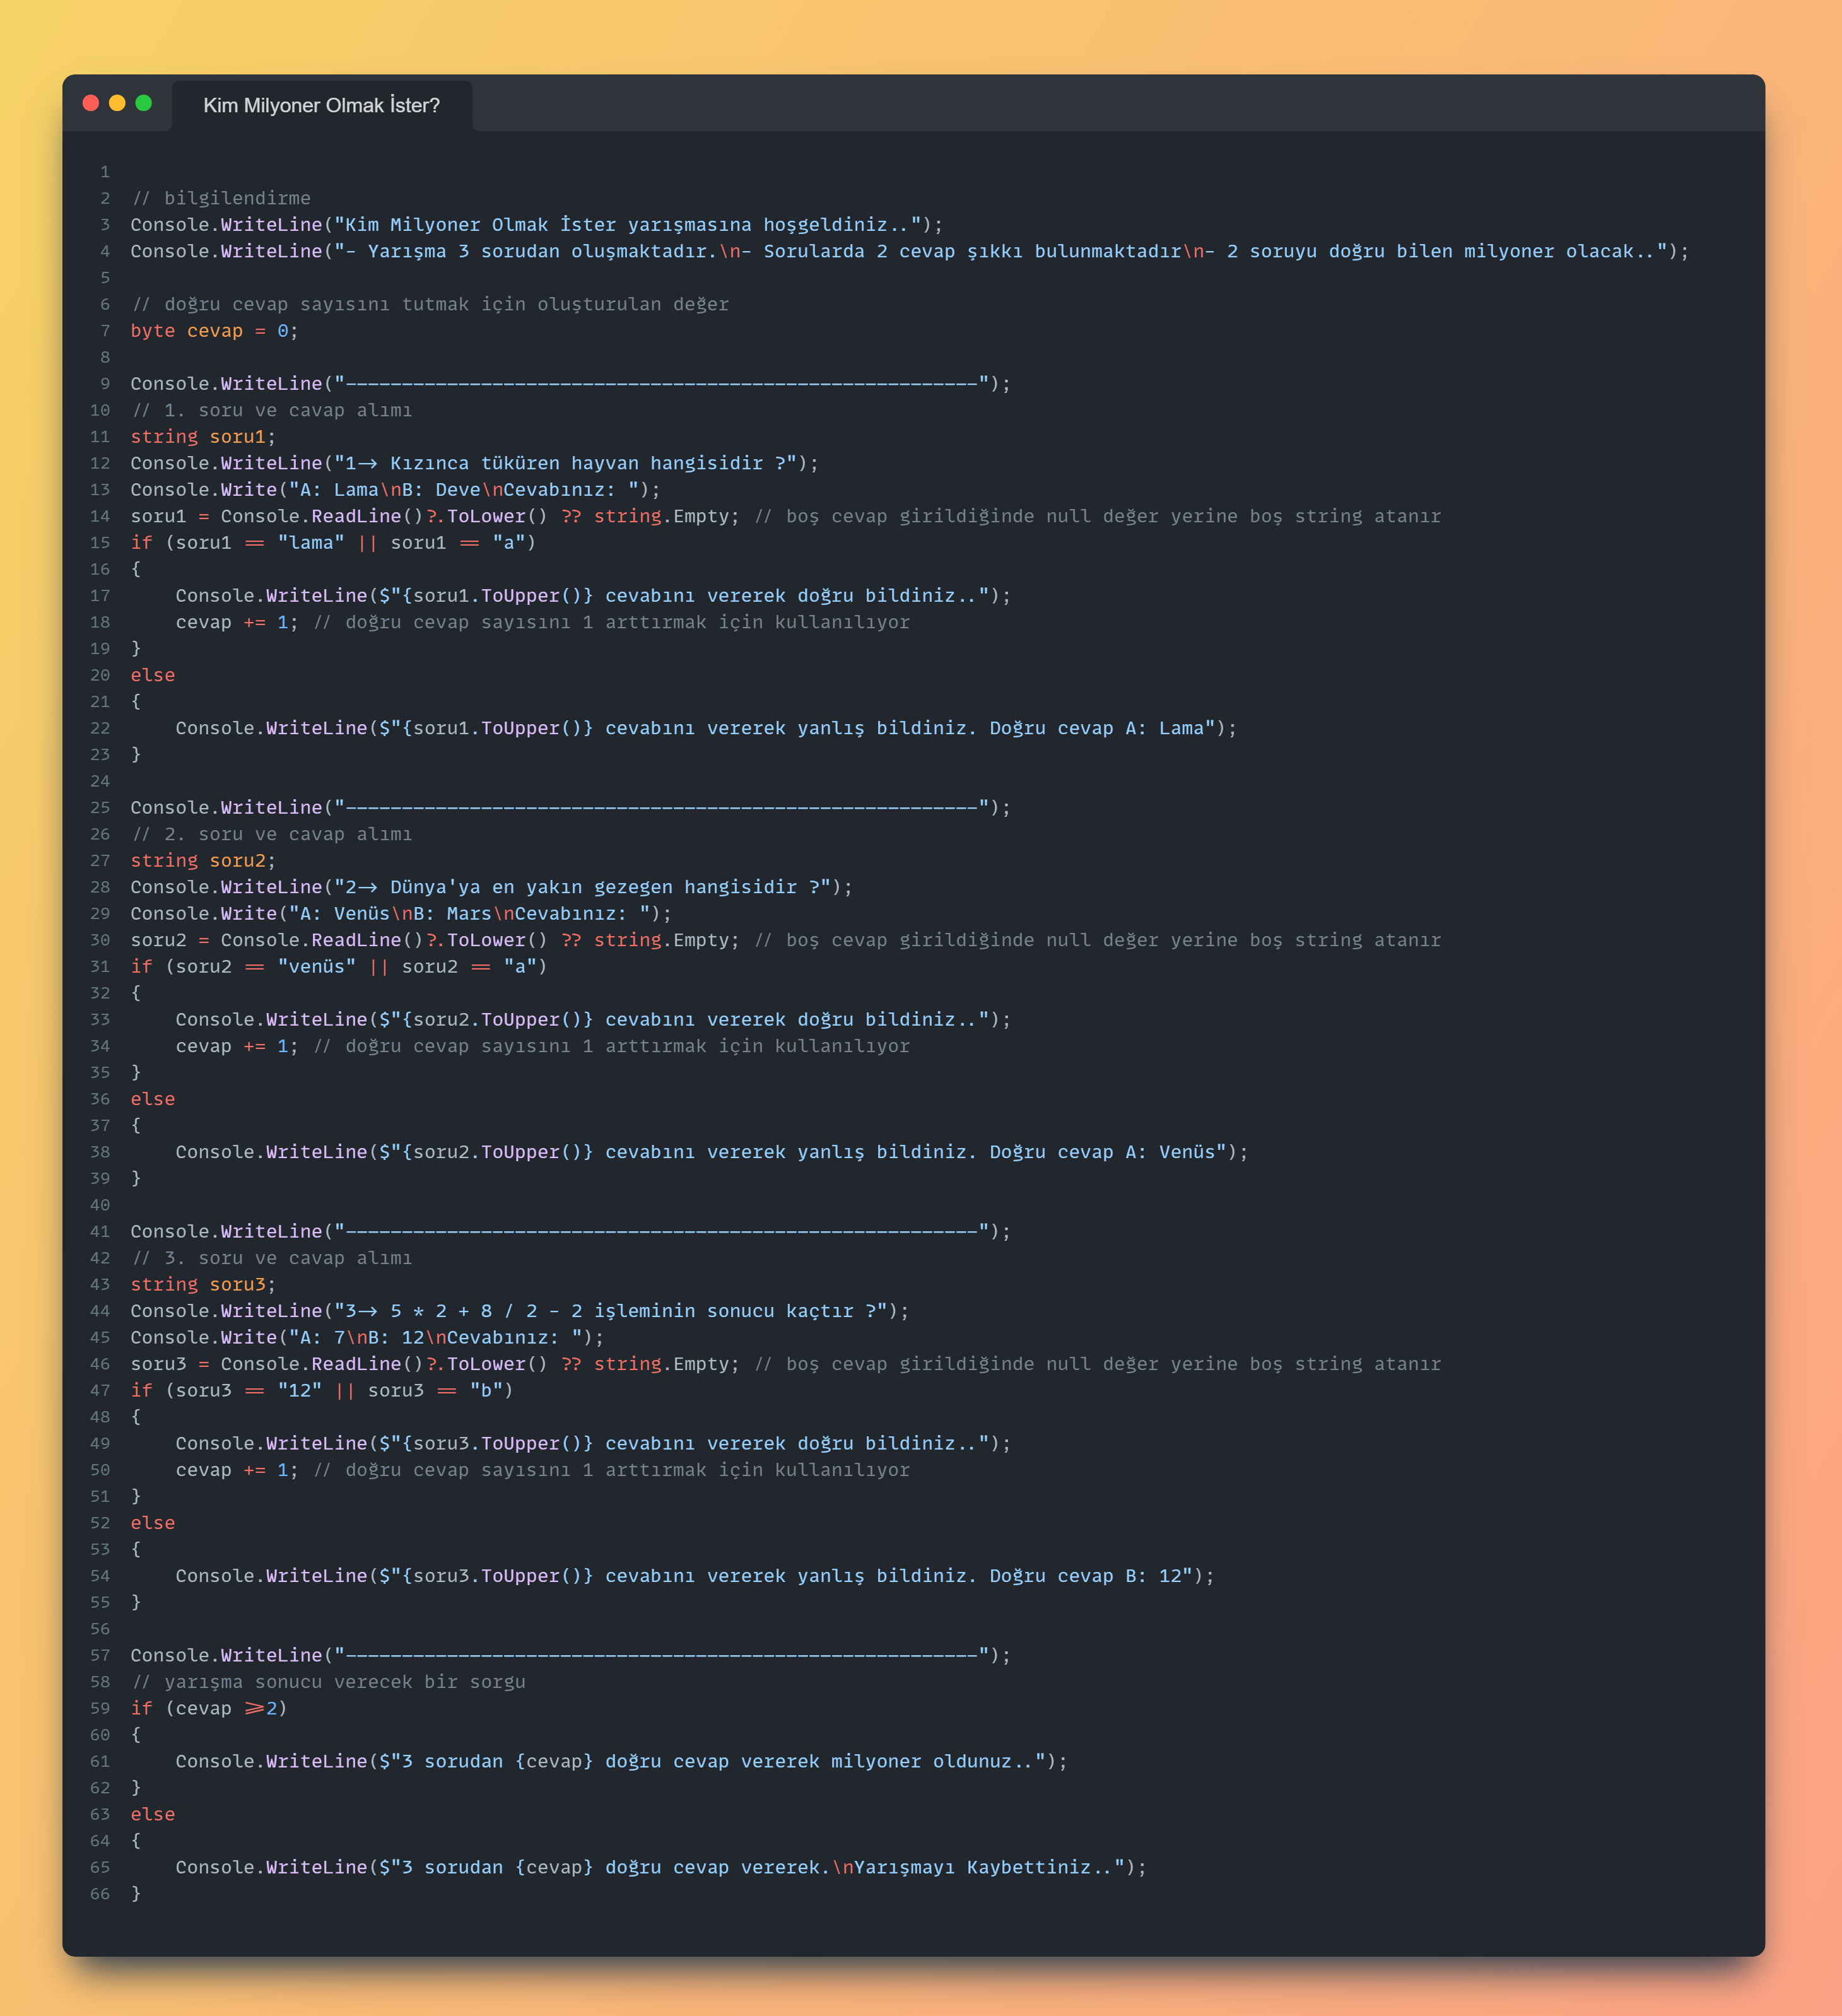 Kim Milyoner Olmak İster?
1
2 // bilgilendirme
3 Console.WriteLine("Kim Milyoner Olmak İster yarışmasına hoşgeldiniz..");
4 Console.WriteLine("- Yarışma 3 sorudan oluşmaktadır.\n- Sorularda 2 cevap şıkkı bulunmaktadır\n- 2 soruyu doğru bilen milyoner olacak..");
5
6 // doğru cevap sayısını tutmak için oluşturulan değer
7 byte cevap = 0;
8
9 Console.WriteLine("--------------------------------------------------------");
10 // 1. soru ve cavap alımı
11 string soru1;
12 Console.WriteLine("1-> Kızınca tüküren hayvan hangisidir ?");
13 Console.Write("A: Lama\nB: Deve\nCevabınız: ");
14 soru1 = Console.ReadLine()?.ToLower() ?? string.Empty; // boş cevap girildiğinde null değer yerine boş string atanır
15 if (soru1 == "lama" || soru1 == "a")
16 {
17     Console.WriteLine($"{soru1.ToUpper()} cevabını vererek doğru bildiniz..");
18     cevap += 1; // doğru cevap sayısını 1 arttırmak için kullanılıyor
19 }
20 else
21 {
22     Console.WriteLine($"{soru1.ToUpper()} cevabını vererek yanlış bildiniz. Doğru cevap A: Lama");
23 }
24
25 Console.WriteLine("--------------------------------------------------------");
26 // 2. soru ve cavap alımı
27 string soru2;
28 Console.WriteLine("2-> Dünya'ya en yakın gezegen hangisidir ?");
29 Console.Write("A: Venüs\nB: Mars\nCevabınız: ");
30 soru2 = Console.ReadLine()?.ToLower() ?? string.Empty; // boş cevap girildiğinde null değer yerine boş string atanır
31 if (soru2 == "venüs" || soru2 == "a")
32 {
33     Console.WriteLine($"{soru2.ToUpper()} cevabını vererek doğru bildiniz..");
34     cevap += 1; // doğru cevap sayısını 1 arttırmak için kullanılıyor
35 }
36 else
37 {
38     Console.WriteLine($"{soru2.ToUpper()} cevabını vererek yanlış bildiniz. Doğru cevap A: Venüs");
39 }
40
41 Console.WriteLine("--------------------------------------------------------");
42 // 3. soru ve cavap alımı
43 string soru3;
44 Console.WriteLine("3-> 5 * 2 + 8 / 2 - 2 işleminin sonucu kaçtır ?");
45 Console.Write("A: 7\nB: 12\nCevabınız: ");
46 soru3 = Console.ReadLine()?.ToLower() ?? string.Empty; // boş cevap girildiğinde null değer yerine boş string atanır
47 if (soru3 == "12" || soru3 == "b")
48 {
49     Console.WriteLine($"{soru3.ToUpper()} cevabını vererek doğru bildiniz..");
50     cevap += 1; // doğru cevap sayısını 1 arttırmak için kullanılıyor
51 }
52 else
53 {
54     Console.WriteLine($"{soru3.ToUpper()} cevabını vererek yanlış bildiniz. Doğru cevap B: 12");
55 }
56
57 Console.WriteLine("--------------------------------------------------------");
58 // yarışma sonucu verecek bir sorgu
59 if (cevap >=2)
60 {
61     Console.WriteLine($"3 sorudan {cevap} doğru cevap vererek milyoner oldunuz..");
62 }
63 else
64 {
65     Console.WriteLine($"3 sorudan {cevap} doğru cevap vererek.\nYarışmayı Kaybettiniz..");
66 }